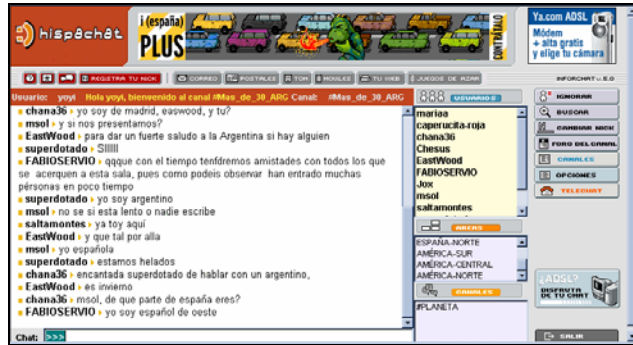 hispachat
i (españa)
PLUS
CONTRÁTALO
Ya.com ADSL
Módem
+ alta gratis
y elige tu cámara
REGISTRA TU NICK
CORREO
POSTALES
TON
MOVILES
TU WEB
JUEGOS DE AZAR
INFORCHAT v.5.0
Usuario: yoyi Hola yoyi, bienvenido al canal #Mas_de_30_ARG Canal: #Mas_de_30_ARG
chana36 yo soy de madrid, easwood, y tu?
msol y si nos presentamos?
EastWood para dar un fuerte saludo a la Argentina si hay alguien
superdotado SIIIII
FABIOSERVIO qqque con el tiempo tenfdremos amistades con todos los que
se acerquen a esta sala, pues como podeis observar han entrado muchas
pérsonas en poco tiempo
superdotado yo soy argentino
msol no se si esta lento o nadie escribe
saltamontes ya toy aquí
EastWood y que tal por alla
msol yo española
superdotado estamos helados
chana36 encantada superdotado de hablar con un argentino,
EastWood es invierno
chana36 msol, de que parte de españa eres?
FABIOSERVIO yo soy español de oeste
Chat: >>>
USUARIOS
mariaa
caperucita-roja
chana36
Chesus
EastWood
FABIOSERVIO
Jox
msol
saltamontes
AREAS
ESPAÑA-NORTE
AMÉRICA-SUR
AMÉRICA-CENTRAL
AMÉRICA-NORTE
CANALES
#PLANETA
IGNORAR
BUSCAR
CAMBIAR NICK
FORO DEL CANAL
CANALES
OPCIONES
TELECHAT
¿ADSL?
DISFRUTA
DE TU CHAT
SALIR